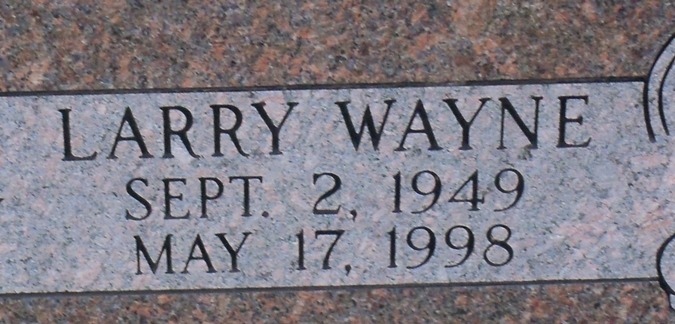 LARRY WAYNE
SEPT. 2, 1949
MAY 17, 1998